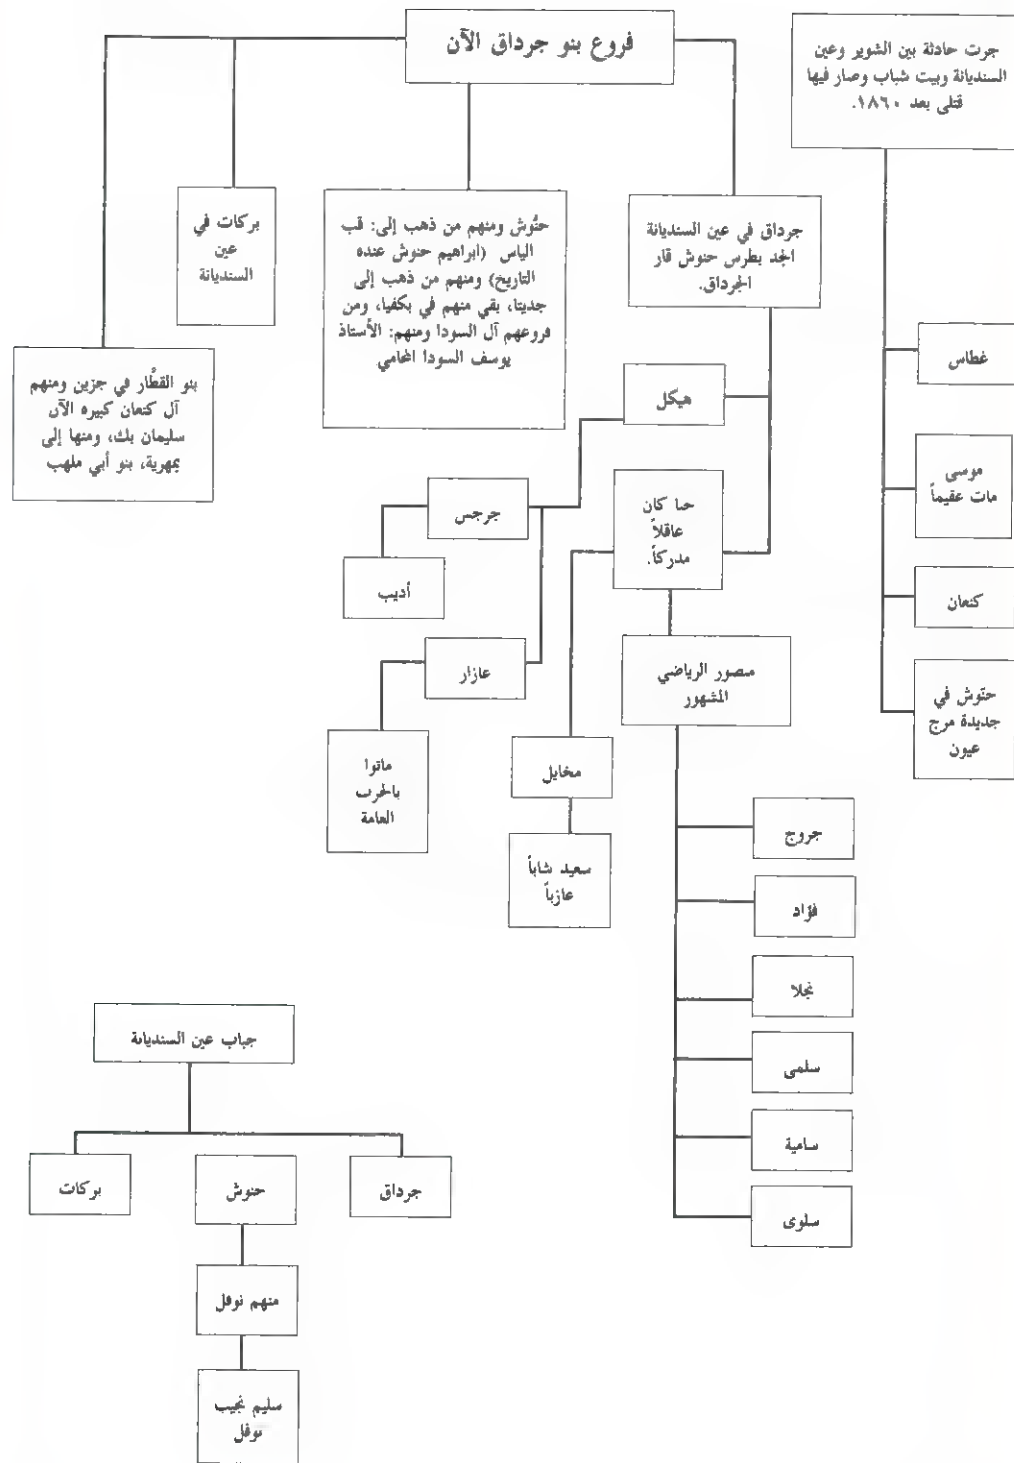 فروع بنو جرداق الآن
جرت حادثة بين الشوير وعين
السنديانة وبيت شباب وصار فيها
قتلى بعد ١٨٦٠.
جرداق في عين السنديانة
الجد بطرس حنوش قار
الجرداق.
حنُّوش ومنهم من ذهب إلى: قب
الياس (ابراهيم حنوش عنده
التاريخ) ومنهم من ذهب إلى
جديتا، بقي منهم في بكفيا، ومن
فروعهم آل السودا ومنهم: الأستاذ
يوسف السودا المحامي
بركات في
عين
السنديانة
بنو القطَّار في جزين ومنهم
آل كنعان كبيره الآن
سليمان بك، ومنها إلى
يمهرية، بنو أبي ملهب
غطاس
موسى
مات عقيماً
كنعان
حنّوش في
جديدة مرج
عيون
هيكل
جرجس
أديب
عازار
ماتوا
بالحرب
العامة
حنا كان
عاقلاً
مدركاً.
مخايل
سعيد شاباً
عازباً
منصور الرياضي
المشهور
جروج
فؤاد
نجلا
سلمى
سامية
سلوى
جباب عين السنديانة
جرداق
حنوش
بركات
منهم نوفل
سليم نجيب
نوفل